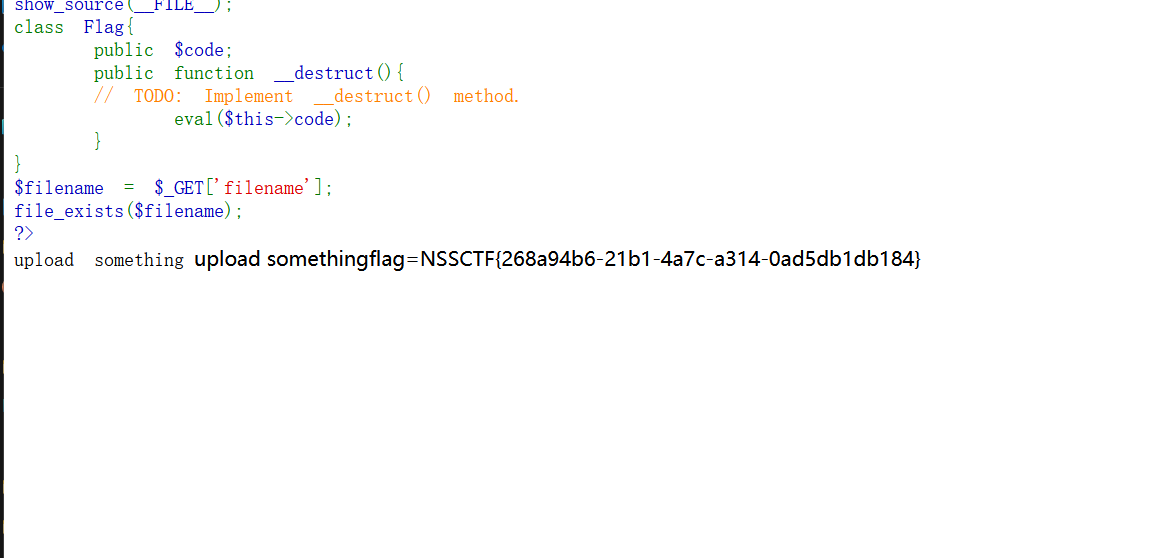 show_source(__FILE__);
class Flag{
public $code;
public function __destruct(){
// TODO: Implement __destruct() method.
eval($this->code);
}
}
$filename = $_GET['filename'];
file_exists($filename);
?>
upload something upload somethingflag=NSSCTF{268a94b6-21b1-4a7c-a314-0ad5db1db184}